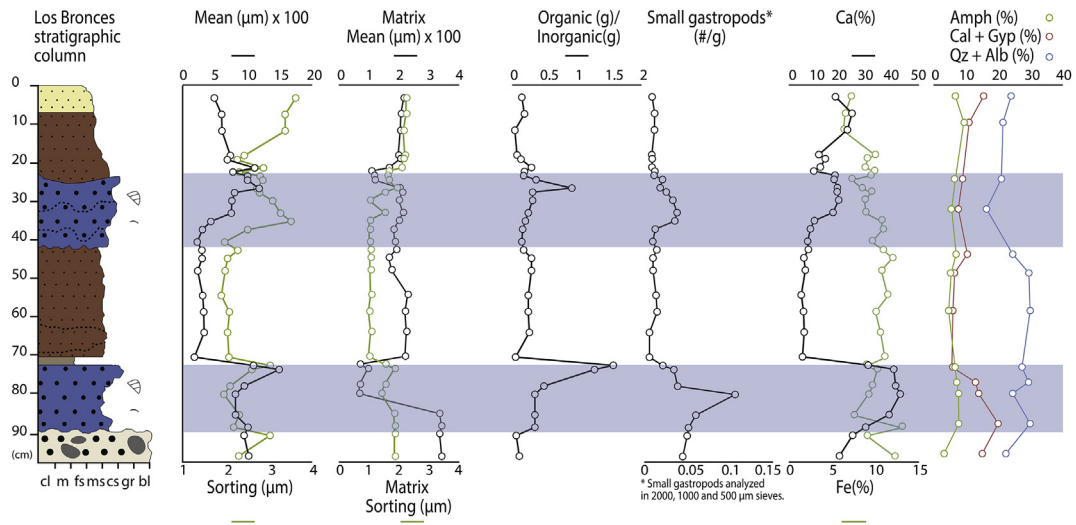 Los Bronces
stratigraphic
column
Mean (μm) x 100
Matrix
Mean (μm) x 100
Organic (g)/
Inorganic(g)
Small gastropods*
(#/g)
Ca(%)
Amph (%)
Cal + Gyp (%)
Qz + Alb (%)
0 5 10 15 20
0 1 2 3 4
0 0.5 1 1.5 2
0 10 20 30 40 50
0 10 20 30 40
0
10
20
30
40
50
60
70
80
90
(cm)
cl m fs ms cs gr bl
1 2 3 4
0 1 2 3 4
0 0.05 0.1 0.15
0 5 10 15
Sorting (μm)
Matrix
Sorting (μm)
* Small gastropods analyzed
in 2000, 1000 and 500 μm sieves.
Fe(%)